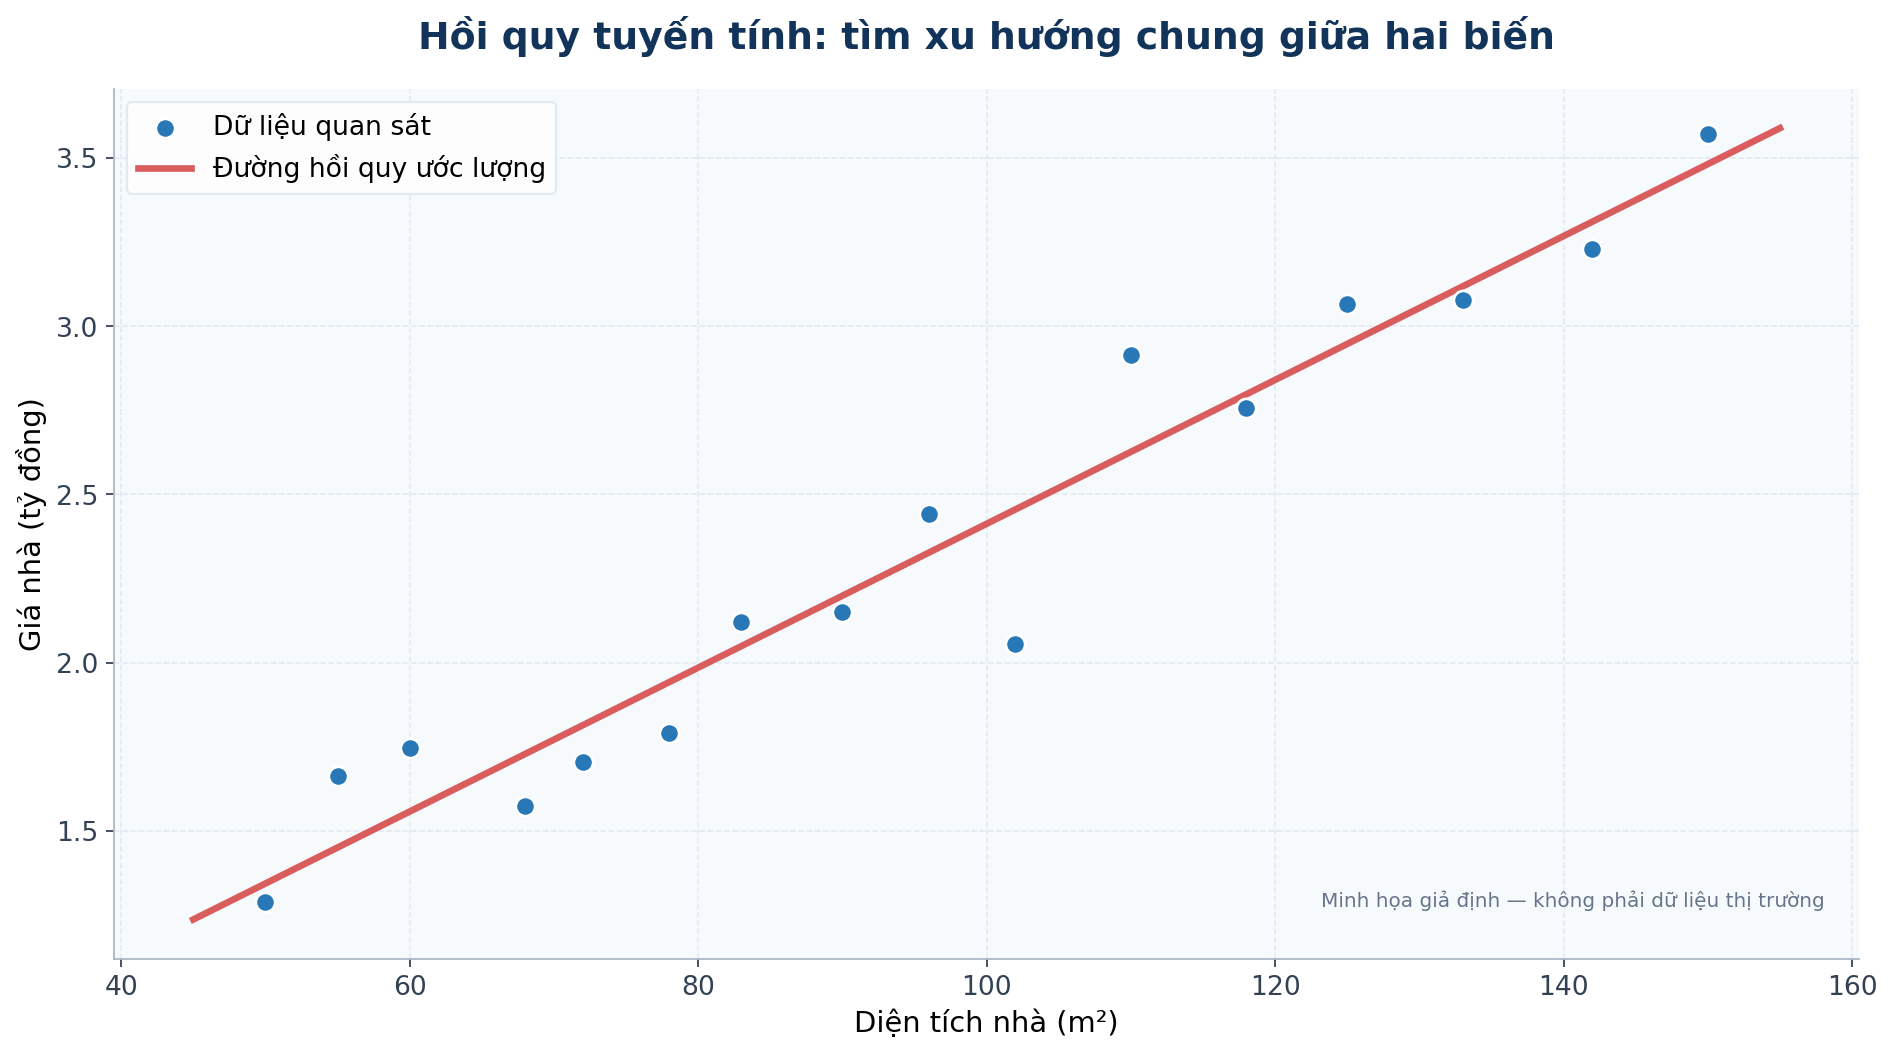 Hồi quy tuyến tính: tìm xu hướng chung giữa hai biến
Dữ liệu quan sát
Đường hồi quy ước lượng
Giá nhà (tỷ đồng)
3.5
3.0
2.5
2.0
1.5
Minh họa giả định — không phải dữ liệu thị trường
40 60 80 100 120 140 160
Diện tích nhà (m²)